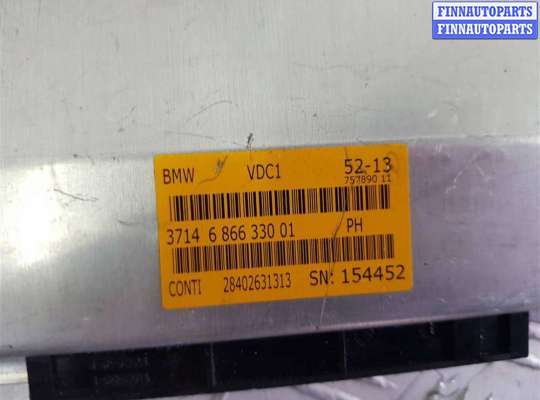 FINNAUTOPARTS
FINNAUTOPARTS
BMW VDC1 52-13
757890 11
3714 6 866 330 01 PH
CONTI 28402631313 SN: 154452